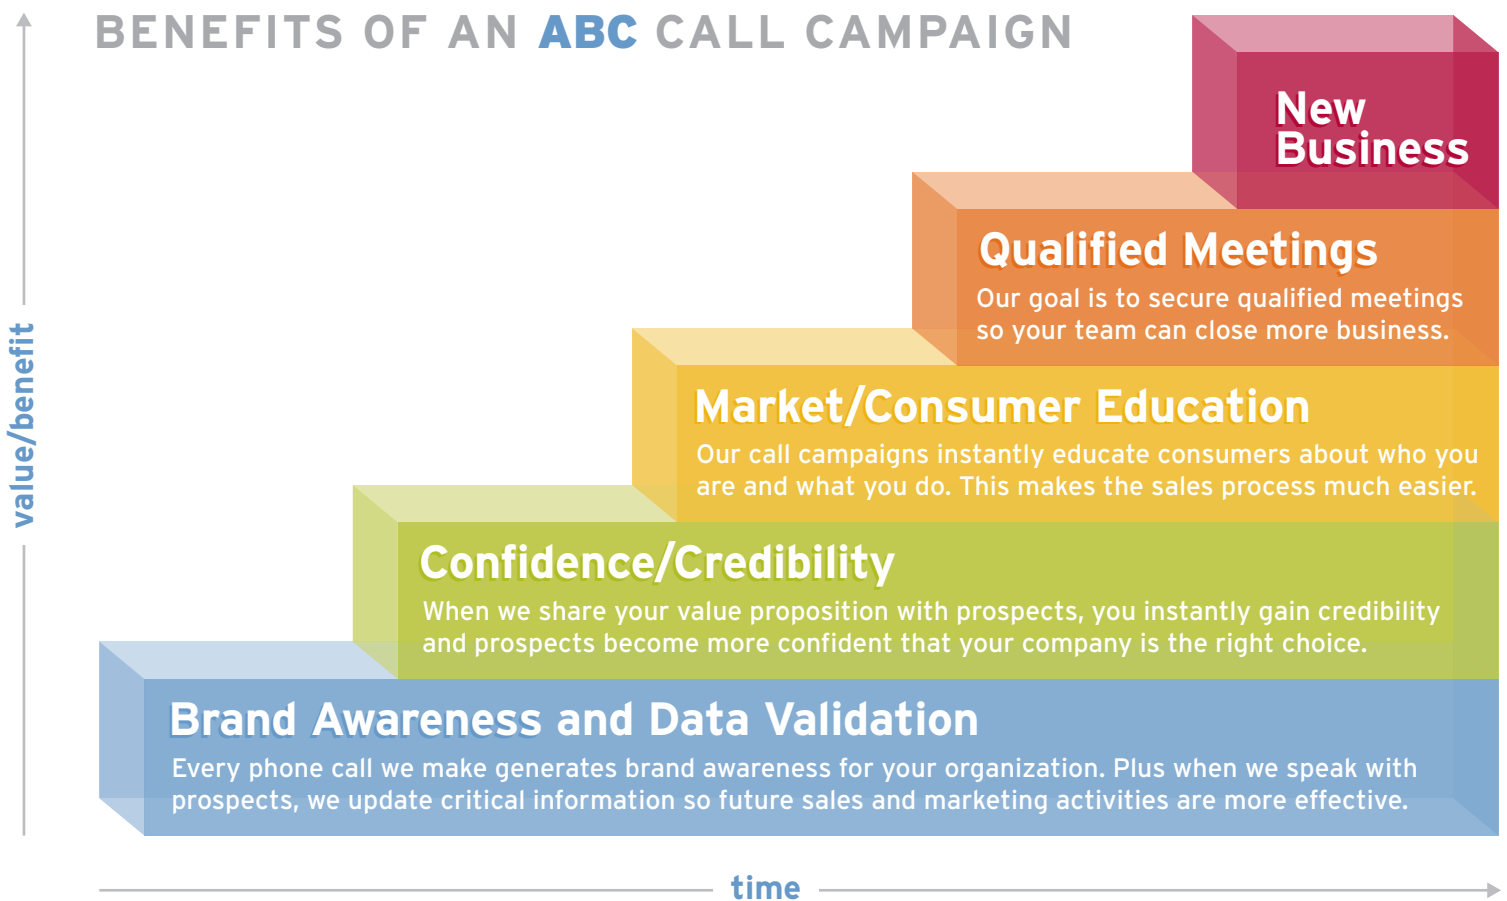 BENEFITS OF AN ABC CALL CAMPAIGN
New
Business
Qualified Meetings
Our goal is to secure qualified meetings
so your team can close more business.
Market/Consumer Education
Our call campaigns instantly educate consumers about who you
are and what you do. This makes the sales process much easier.
Confidence/Credibility
When we share your value proposition with prospects, you instantly gain credibility
and prospects become more confident that your company is the right choice.
Brand Awareness and Data Validation
Every phone call we make generates brand awareness for your organization. Plus when we speak with
prospects, we update critical information so future sales and marketing activities are more effective.
value/benefit
time